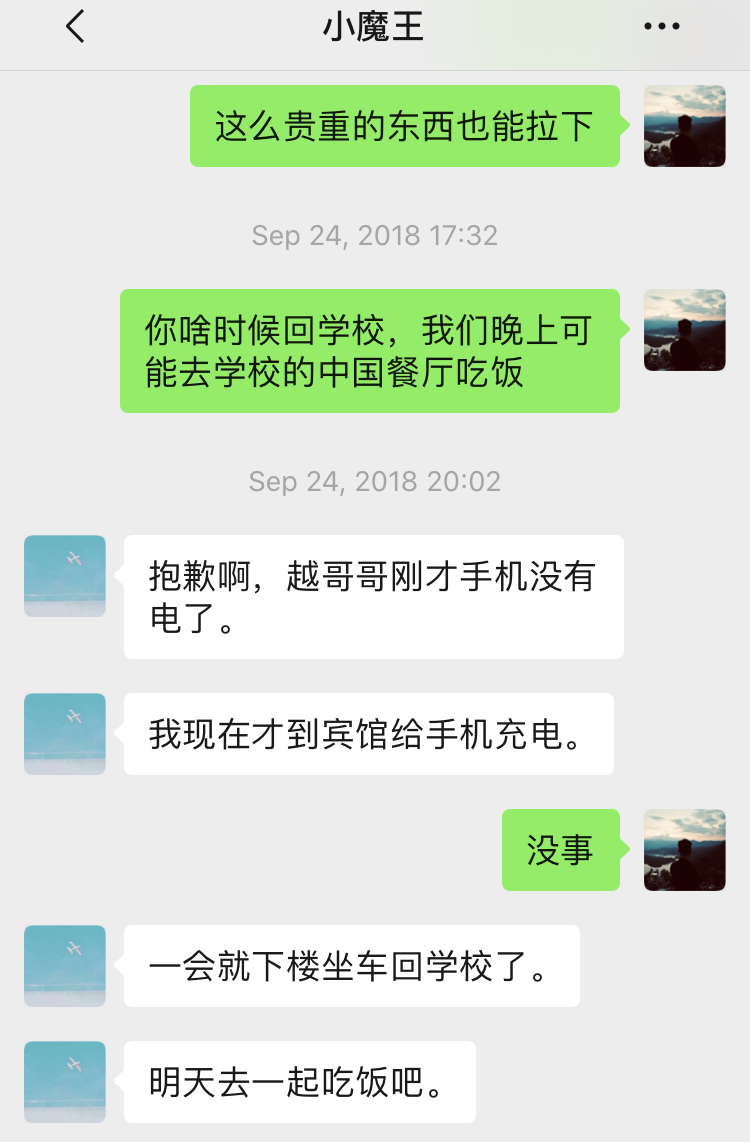 小魔王
这么贵重的东西也能拉下
Sep 24, 2018 17:32
你啥时候回学校，我们晚上可
能去学校的中国餐厅吃饭
Sep 24, 2018 20:02
抱歉啊，越哥哥刚才手机没有
电了。
我现在才到宾馆给手机充电。
没事
一会就下楼坐车回学校了。
明天去一起吃饭吧。